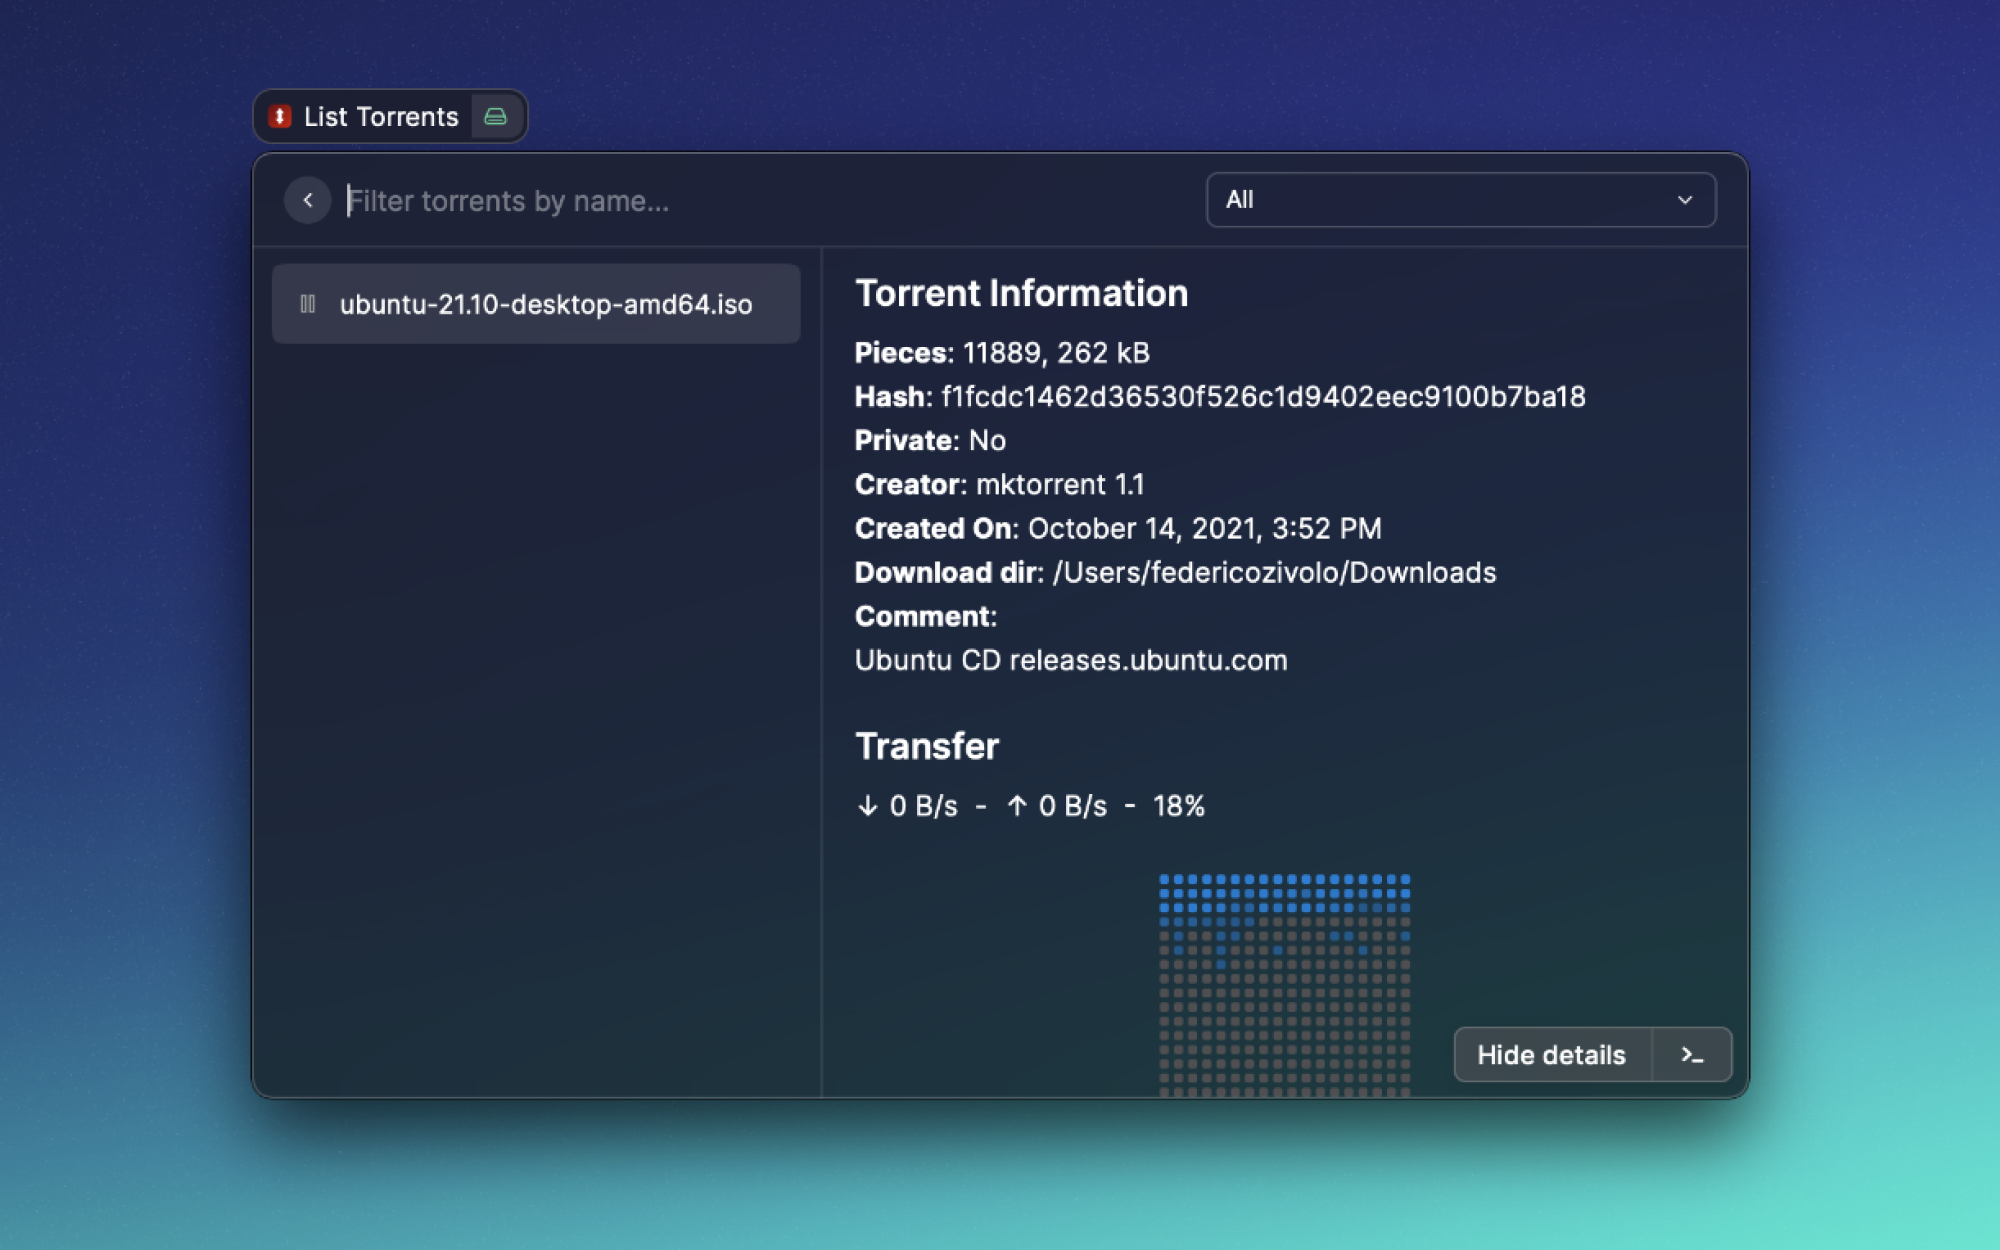 List Torrents
Filter torrents by name...
All
ubuntu-21.10-desktop-amd64.iso
Torrent Information
Pieces: 11889, 262 kB
Hash: f1fcdc1462d36530f526c1d9402eec9100b7ba18
Private: No
Creator: mktorrent 1.1
Created On: October 14, 2021, 3:52 PM
Download dir: /Users/federicozivolo/Downloads
Comment:
Ubuntu CD releases.ubuntu.com
Transfer
↓ 0 B/s - ↑ 0 B/s - 18%
Hide details